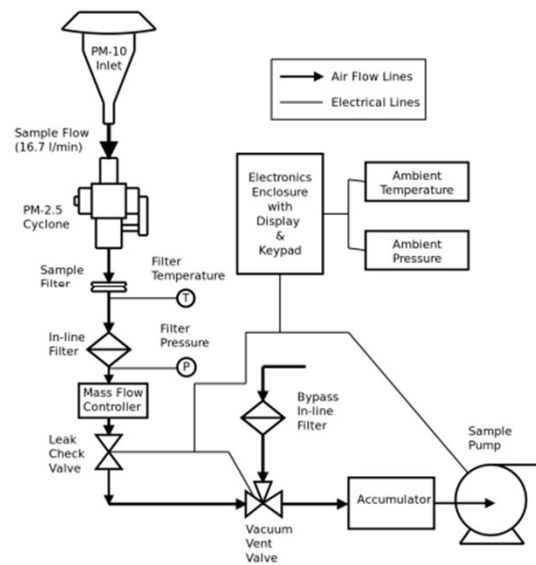 PM-10
Inlet
Air Flow Lines
Electrical Lines
Sample Flow
(16.7 l/min)
Electronics
Enclosure
with
Display
&
Keypad
Ambient
Temperature
PM-2.5
Cyclone
Ambient
Pressure
Sample
Filter
Filter
Temperature
T
In-line
Filter
Filter
Pressure
P
Mass Flow
Controller
Bypass
In-line
Filter
Leak
Check
Valve
Sample
Pump
Accumulator
Vacuum
Vent
Valve